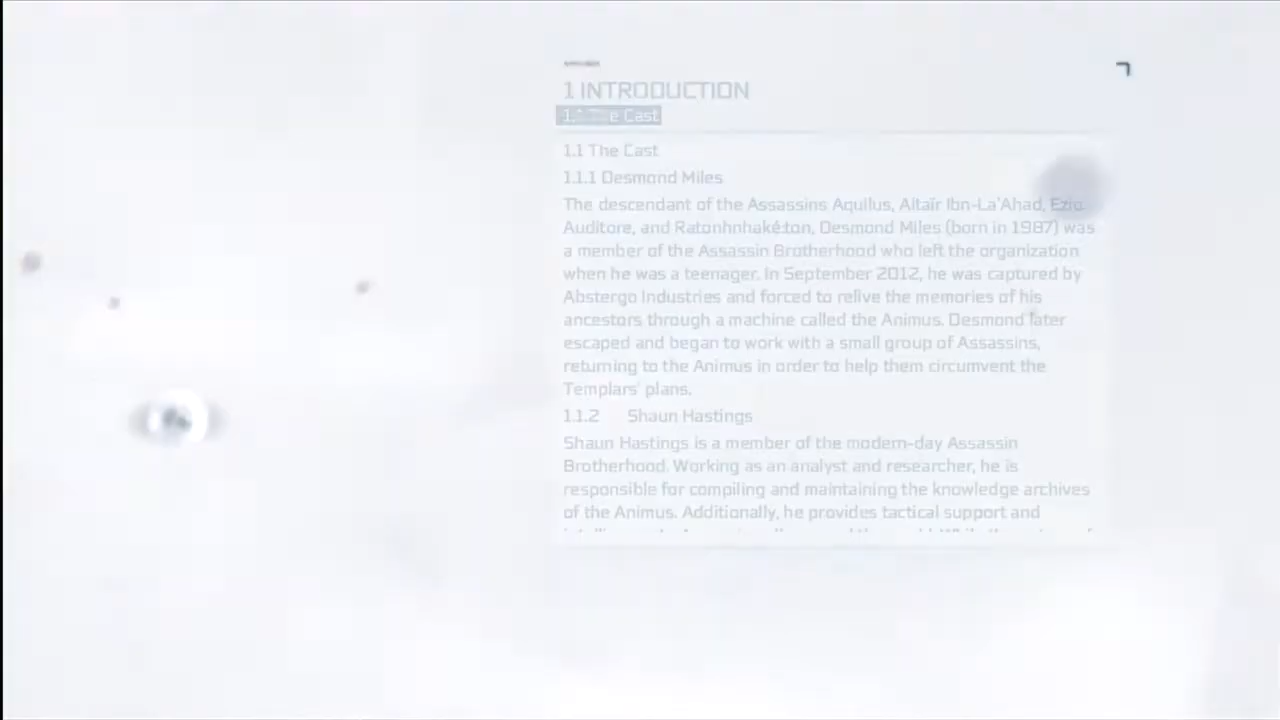 1 INTRODUCTION
1.1 The Cast
1.1 The Cast
1.1.1 Desmond Miles
The descendant of the Assassins Aquilus, Altaïr Ibn-La'Ahad, Ezio
Auditore, and Ratonhnhaké:ton, Desmond Miles (born in 1987) was
a member of the Assassin Brotherhood who left the organization
when he was a teenager. In September 2012, he was captured by
Abstergo Industries and forced to relive the memories of his
ancestors through a machine called the Animus. Desmond later
escaped and began to work with a small group of Assassins,
returning to the Animus in order to help them circumvent the
Templars' plans.
1.1.2 Shaun Hastings
Shaun Hastings is a member of the modern-day Assassin
Brotherhood. Working as an analyst and researcher, he is
responsible for compiling and maintaining the knowledge archives
of the Animus. Additionally, he provides tactical support and